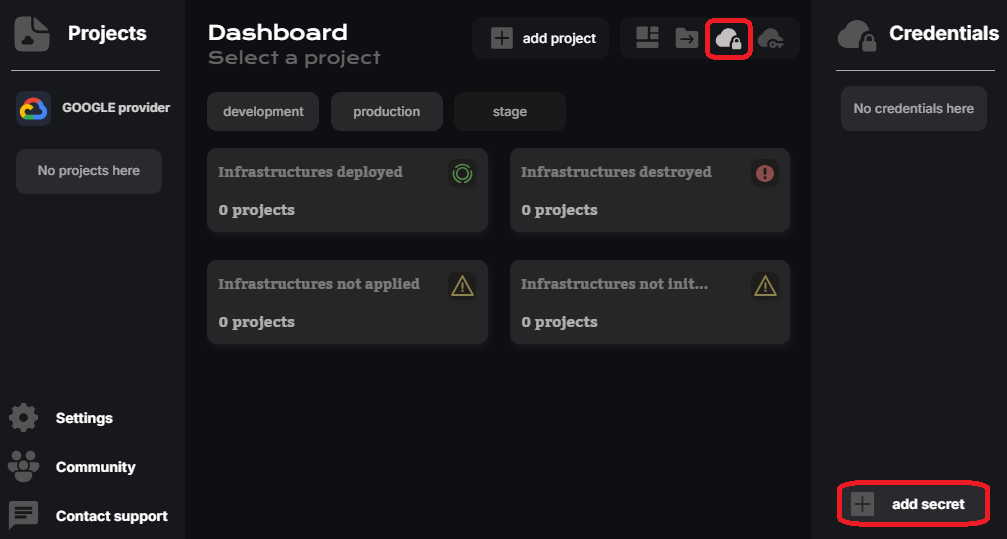 Projects
GOOGLE provider
No projects here
Settings
Community
Contact support
Dashboard
Select a project
add project
development
production
stage
Infrastructures deployed
0 projects
Infrastructures destroyed
0 projects
Infrastructures not applied
0 projects
Infrastructures not init...
0 projects
Credentials
No credentials here
add secret